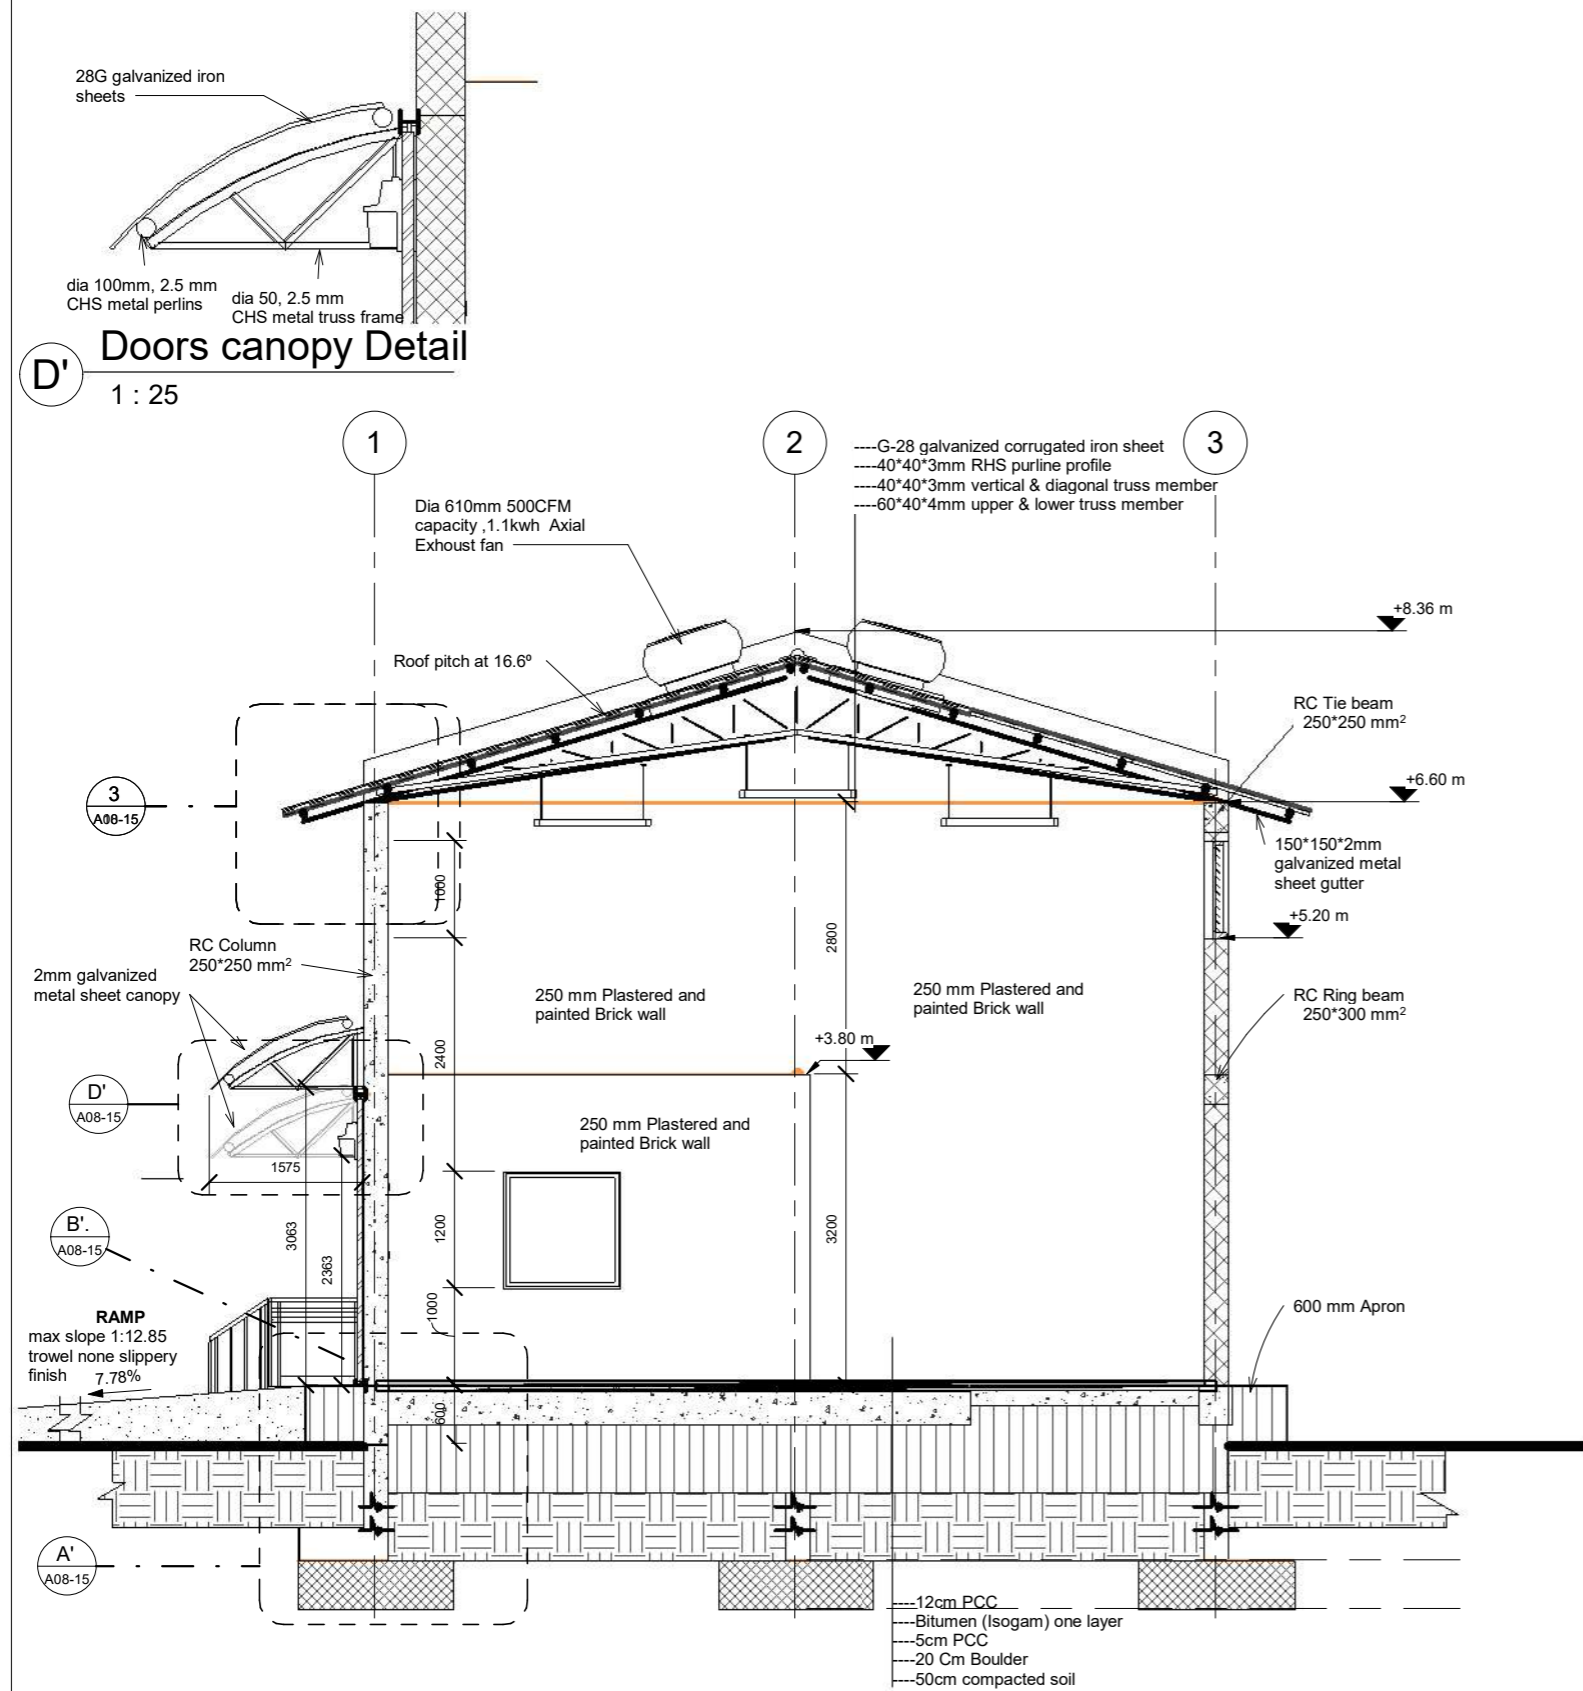 28G galvanized iron
sheets
dia 100mm, 2.5 mm
CHS metal perlins
dia 50, 2.5 mm
CHS metal truss frame
D'
Doors canopy Detail
1 : 25
1
2
3
----G-28 galvanized corrugated iron sheet
----40*40*3mm RHS purline profile
----40*40*3mm vertical & diagonal truss member
----60*40*4mm upper & lower truss member
Dia 610mm 500CFM
capacity ,1.1kwh Axial
Exhoust fan
+8.36 m
Roof pitch at 16.6º
RC Tie beam
250*250 mm²
3
A08-15
+6.60 m
150*150*2mm
galvanized metal
sheet gutter
1000
+5.20 m
2800
RC Column
250*250 mm²
2mm galvanized
metal sheet canopy
250 mm Plastered and
painted Brick wall
250 mm Plastered and
painted Brick wall
RC Ring beam
250*300 mm²
+3.80 m
2400
D'
A08-15
250 mm Plastered and
painted Brick wall
1575
B'.
A08-15
3063
2363
1200
3200
1000
RAMP
max slope 1:12.85
trowel none slippery
finish
7.78%
600 mm Apron
600
A'
A08-15
----12cm PCC
----Bitumen (Isogam) one layer
----5cm PCC
----20 Cm Boulder
----50cm compacted soil